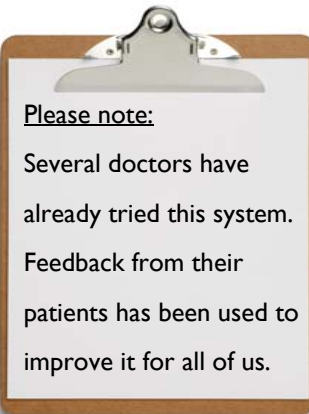 Please note:
Several doctors have
already tried this system.
Feedback from their
patients has been used to
improve it for all of us.